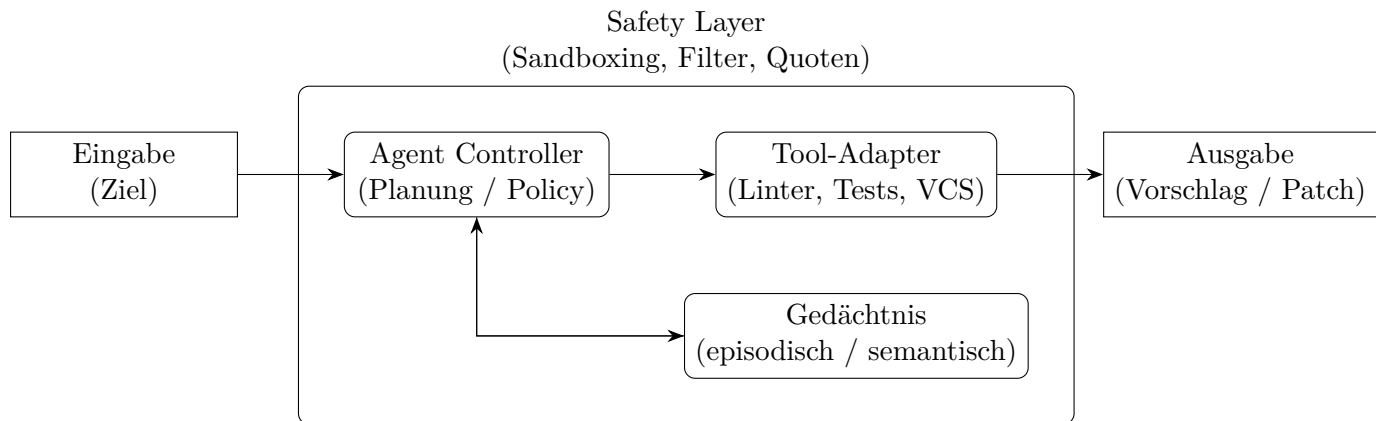 Safety Layer
(Sandboxing, Filter, Quoten)
Eingabe
(Ziel)
Agent Controller
(Planung / Policy)
Tool-Adapter
(Linter, Tests, VCS)
Ausgabe
(Vorschlag / Patch)
Gedächtnis
(episodisch / semantisch)